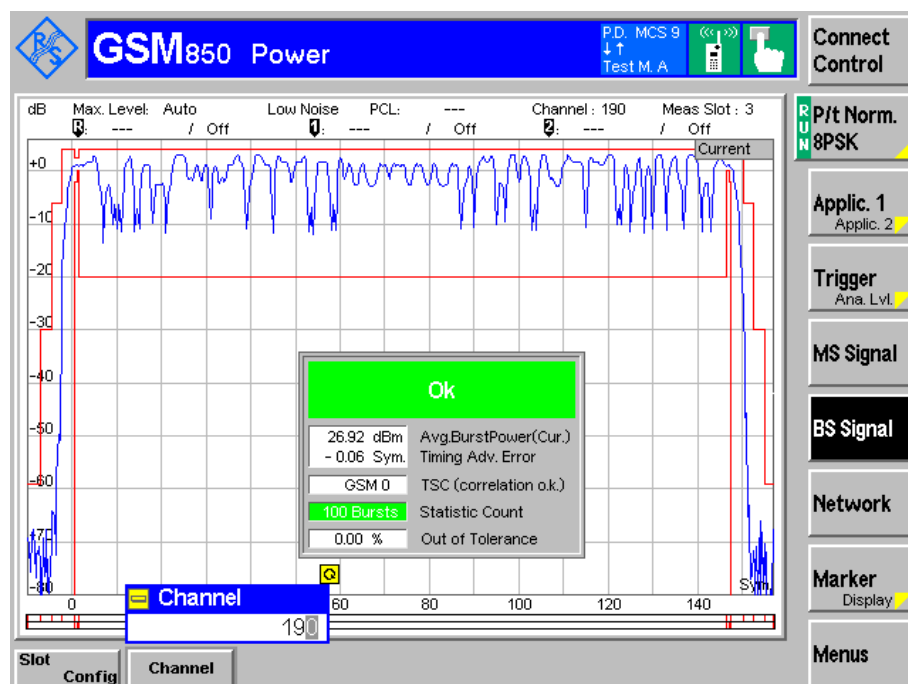 R S
GSM850 Power
P.D. MCS 9
↓↑
Test M. A
Connect Control
dB Max. Level: Auto Low Noise PCL: --- Channel : 190 Meas Slot : 3
R: --- / Off 1: --- / Off 2: --- / Off
Current
RUN
P/t Norm.
8PSK
Applic. 1
Applic. 2
Trigger
Ana. Lvl.
MS Signal
BS Signal
Network
Marker
Display
Menus
+0
-10
-20
-30
-40
-50
-60
-70
-80
Ok
26.92 dBm Avg.BurstPower(Cur.)
- 0.06 Sym. Timing Adv. Error
GSM 0 TSC (correlation o.k.)
100 Bursts Statistic Count
0.00 % Out of Tolerance
0 60 80 100 120 140
Channel
190
Slot
Config
Channel